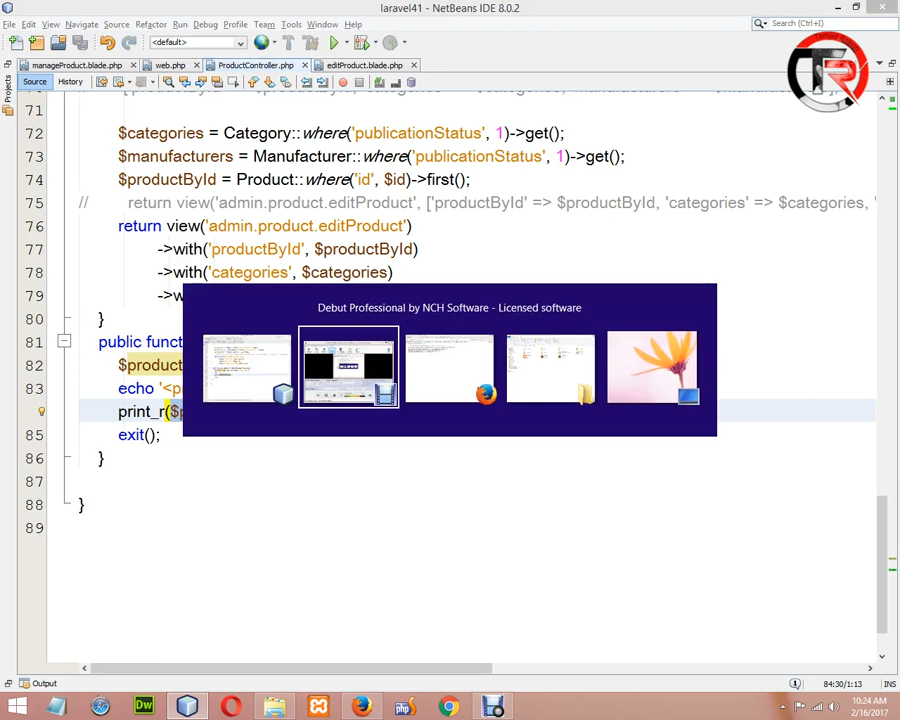 laravel41 - NetBeans IDE 8.0.2
File Edit View Navigate Source Refactor Run Debug Profile Team Tools Window Help
<default>
Search (Ctrl+I)
manageProduct.blade.php web.php ProductController.php editProduct.blade.php
Source History
Projects
71
72 $categories = Category::where('publicationStatus', 1)->get();
73 $manufacturers = Manufacturer::where('publicationStatus', 1)->get();
74 $productById = Product::where('id', $id)->first();
75 // return view('admin.product.editProduct', ['productById' => $productById, 'categories' => $categories, '
76 return view('admin.product.editProduct')
77 ->with('productById', $productById)
78 ->with('categories', $categories)
79 ->w
80 }
81 public funct
82 $product
83 echo '<p
84 print_r($p
85 exit();
86 }
87
88 }
89
Debut Professional by NCH Software - Licensed software
TR
Output
84:30/1:13 INS
Dw
php
10:24 AM
2/16/2017